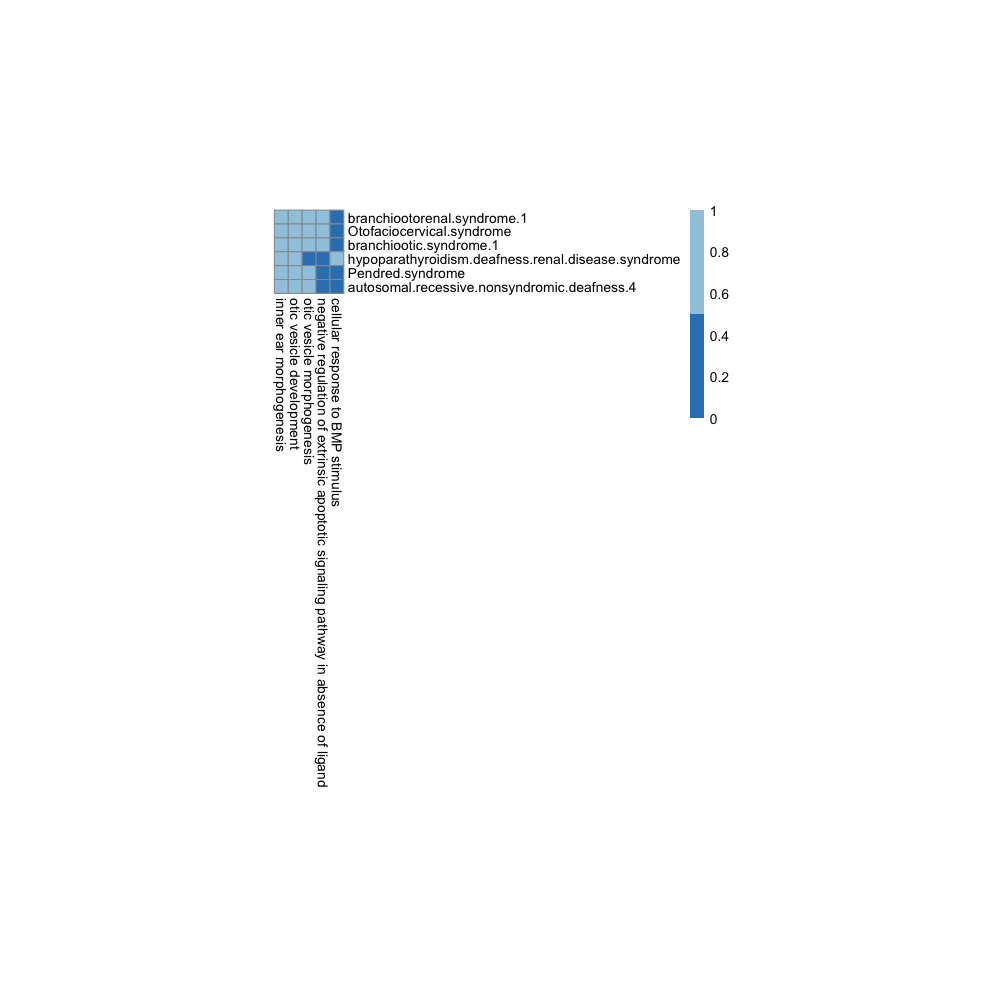 branchiootorenal.syndrome.1
Otofaciocervical.syndrome
branchiootic.syndrome.1
hypoparathyroidism.deafness.renal.disease.syndrome
Pendred.syndrome
autosomal.recessive.nonsyndromic.deafness.4
inner ear morphogenesis
otic vesicle development
otic vesicle morphogenesis
negative regulation of extrinsic apoptotic signaling pathway in absence of ligand
cellular response to BMP stimulus
1
0.8
0.6
0.4
0.2
0